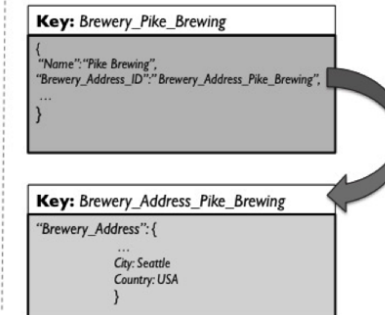 Key: Brewery_Pike_Brewing
{
"Name":"Pike Brewing",
"Brewery_Address_ID":"Brewery_Address_Pike_Brewing",
...
}
Key: Brewery_Address_Pike_Brewing
"Brewery_Address": {
...
City: Seattle
Country: USA
}